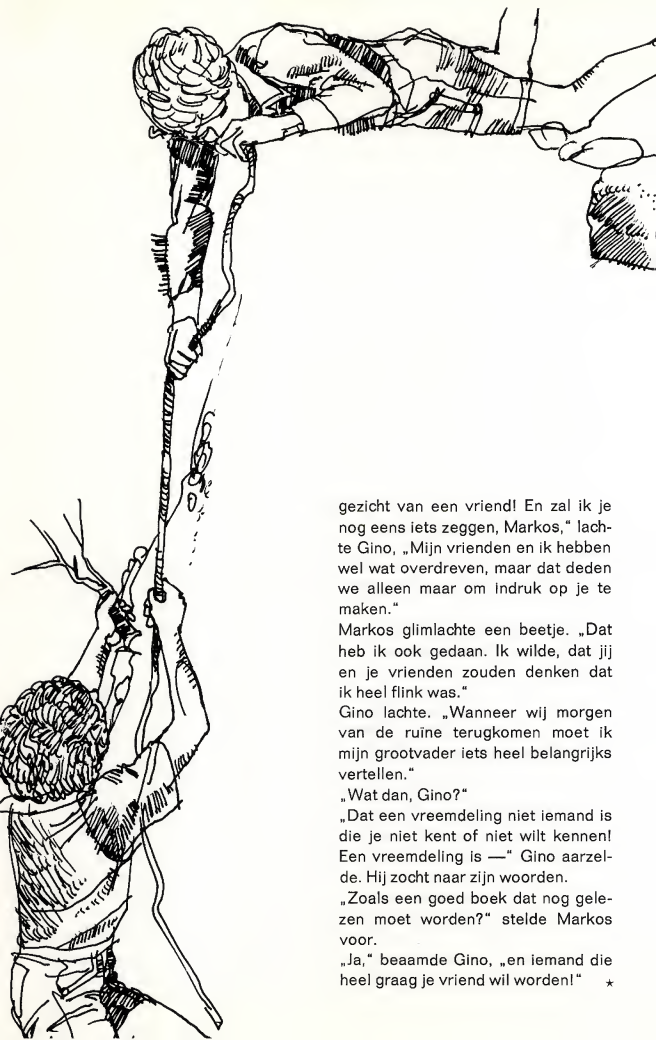 gezicht van een vriend! En zal ik je
nog eens iets zeggen, Markos,“ lach-
te Gino, „Mijn vrienden en ik hebben
wel wat overdreven, maar dat deden
we alleen maar om indruk op je te
maken.“
Markos glimlachte een beetje. „Dat
heb ik ook gedaan. Ik wilde, dat jij
en je vrienden zouden denken dat
ik heel flink was.“
Gino lachte. „Wanneer wij morgen
van de ruïne terugkomen moet ik
mijn grootvader iets heel belangrijks
vertellen.“
„Wat dan, Gino?“
„Dat een vreemdeling niet iemand is
die je niet kent of niet wilt kennen!
Een vreemdeling is —“ Gino aarzel-
de. Hij zocht naar zijn woorden.
„Zoals een goed boek dat nog gele-
zen moet worden?“ stelde Markos
voor.
„Ja,“ beaamde Gino, „en iemand die
heel graag je vriend wil worden!“ ★